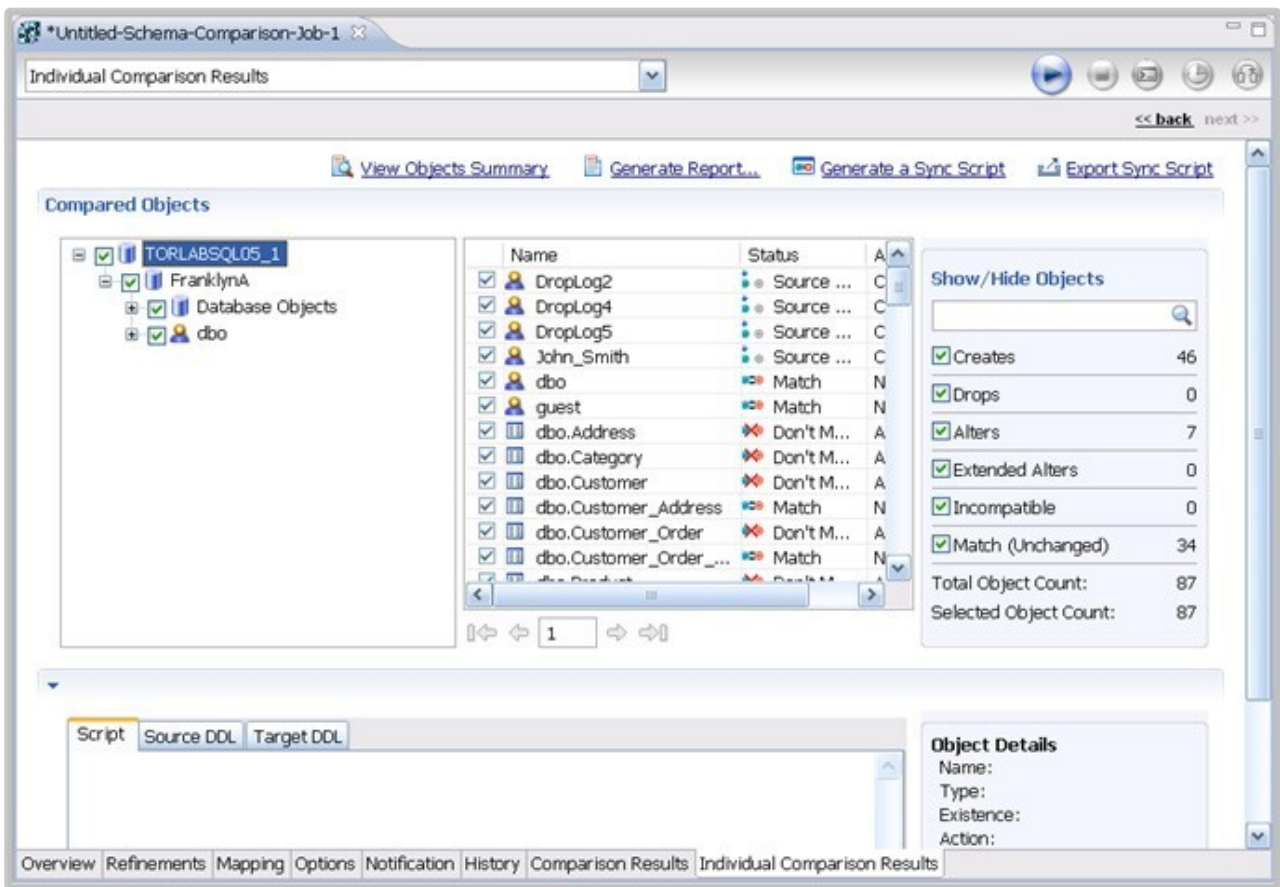 *Untitled-Schema-Comparison-Job-1
Individual Comparison Results
<< back next >>
View Objects Summary Generate Report... Generate a Sync Script Export Sync Script
Compared Objects
TORLABSQL05_1
FranklynA
Database Objects
dbo
Name Status A
DropLog2 Source ... C
DropLog4 Source ... C
DropLog5 Source ... C
John_Smith Source ... C
dbo Match N
guest Match N
dbo.Address Don't M... A
dbo.Category Don't M... A
dbo.Customer Don't M... A
dbo.Customer_Address Match N
dbo.Customer_Order Don't M... A
dbo.Customer_Order_... Match N
1
Show/Hide Objects
Creates 46
Drops 0
Alters 7
Extended Alters 0
Incompatible 0
Match (Unchanged) 34
Total Object Count: 87
Selected Object Count: 87
Script Source DDL Target DDL
Object Details
Name:
Type:
Existence:
Action:
Overview Refinements Mapping Options Notification History Comparison Results Individual Comparison Results